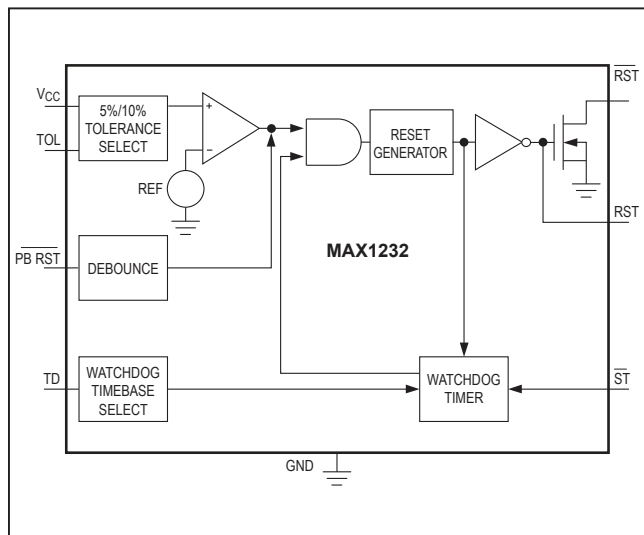 RST
VCC
5%/10%
TOLERANCE
SELECT
TOL
+
−
REF
RESET
GENERATOR
RST
PB RST
DEBOUNCE
MAX1232
TD
WATCHDOG
TIMEBASE
SELECT
WATCHDOG
TIMER
ST
GND